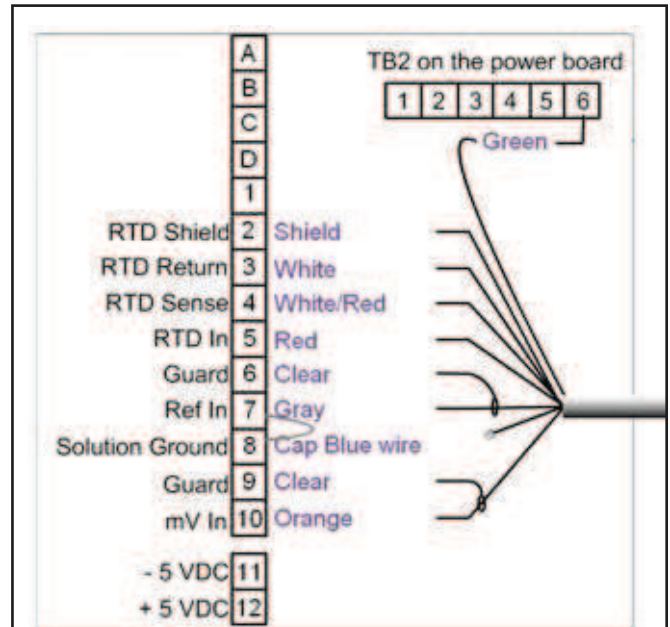 A
B
C
D
1
TB2 on the power board
1 2 3 4 5 6
Green
RTD Shield 2 Shield
RTD Return 3 White
RTD Sense 4 White/Red
RTD In 5 Red
Guard 6 Clear
Ref In 7 Gray
Solution Ground 8 Cap Blue wire
Guard 9 Clear
mV In 10 Orange
- 5 VDC 11
+ 5 VDC 12